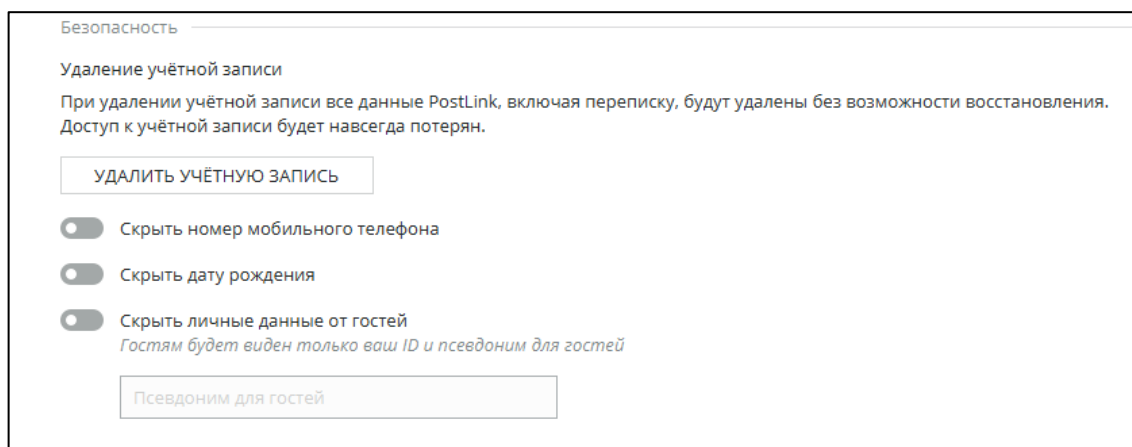 Безопасность
Удаление учётной записи
При удалении учётной записи все данные PostLink, включая переписку, будут удалены без возможности восстановления.
Доступ к учётной записи будет навсегда потерян.
УДАЛИТЬ УЧЁТНУЮ ЗАПИСЬ
Скрыть номер мобильного телефона
Скрыть дату рождения
Скрыть личные данные от гостей
Гостям будет виден только ваш ID и псевдоним для гостей
Псевдоним для гостей